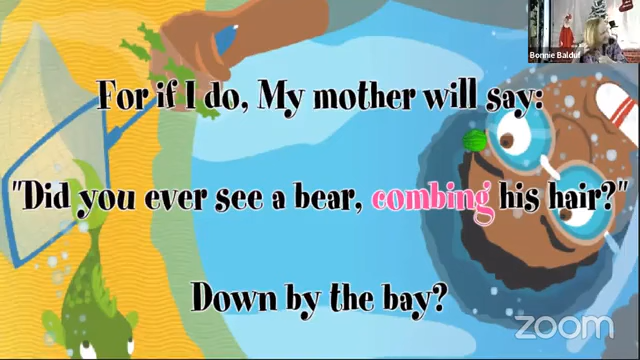 Bonnie Balduf
For if I do, My mother will say:
"Did you ever see a bear, combing his hair?"
Down by the bay?
zoom